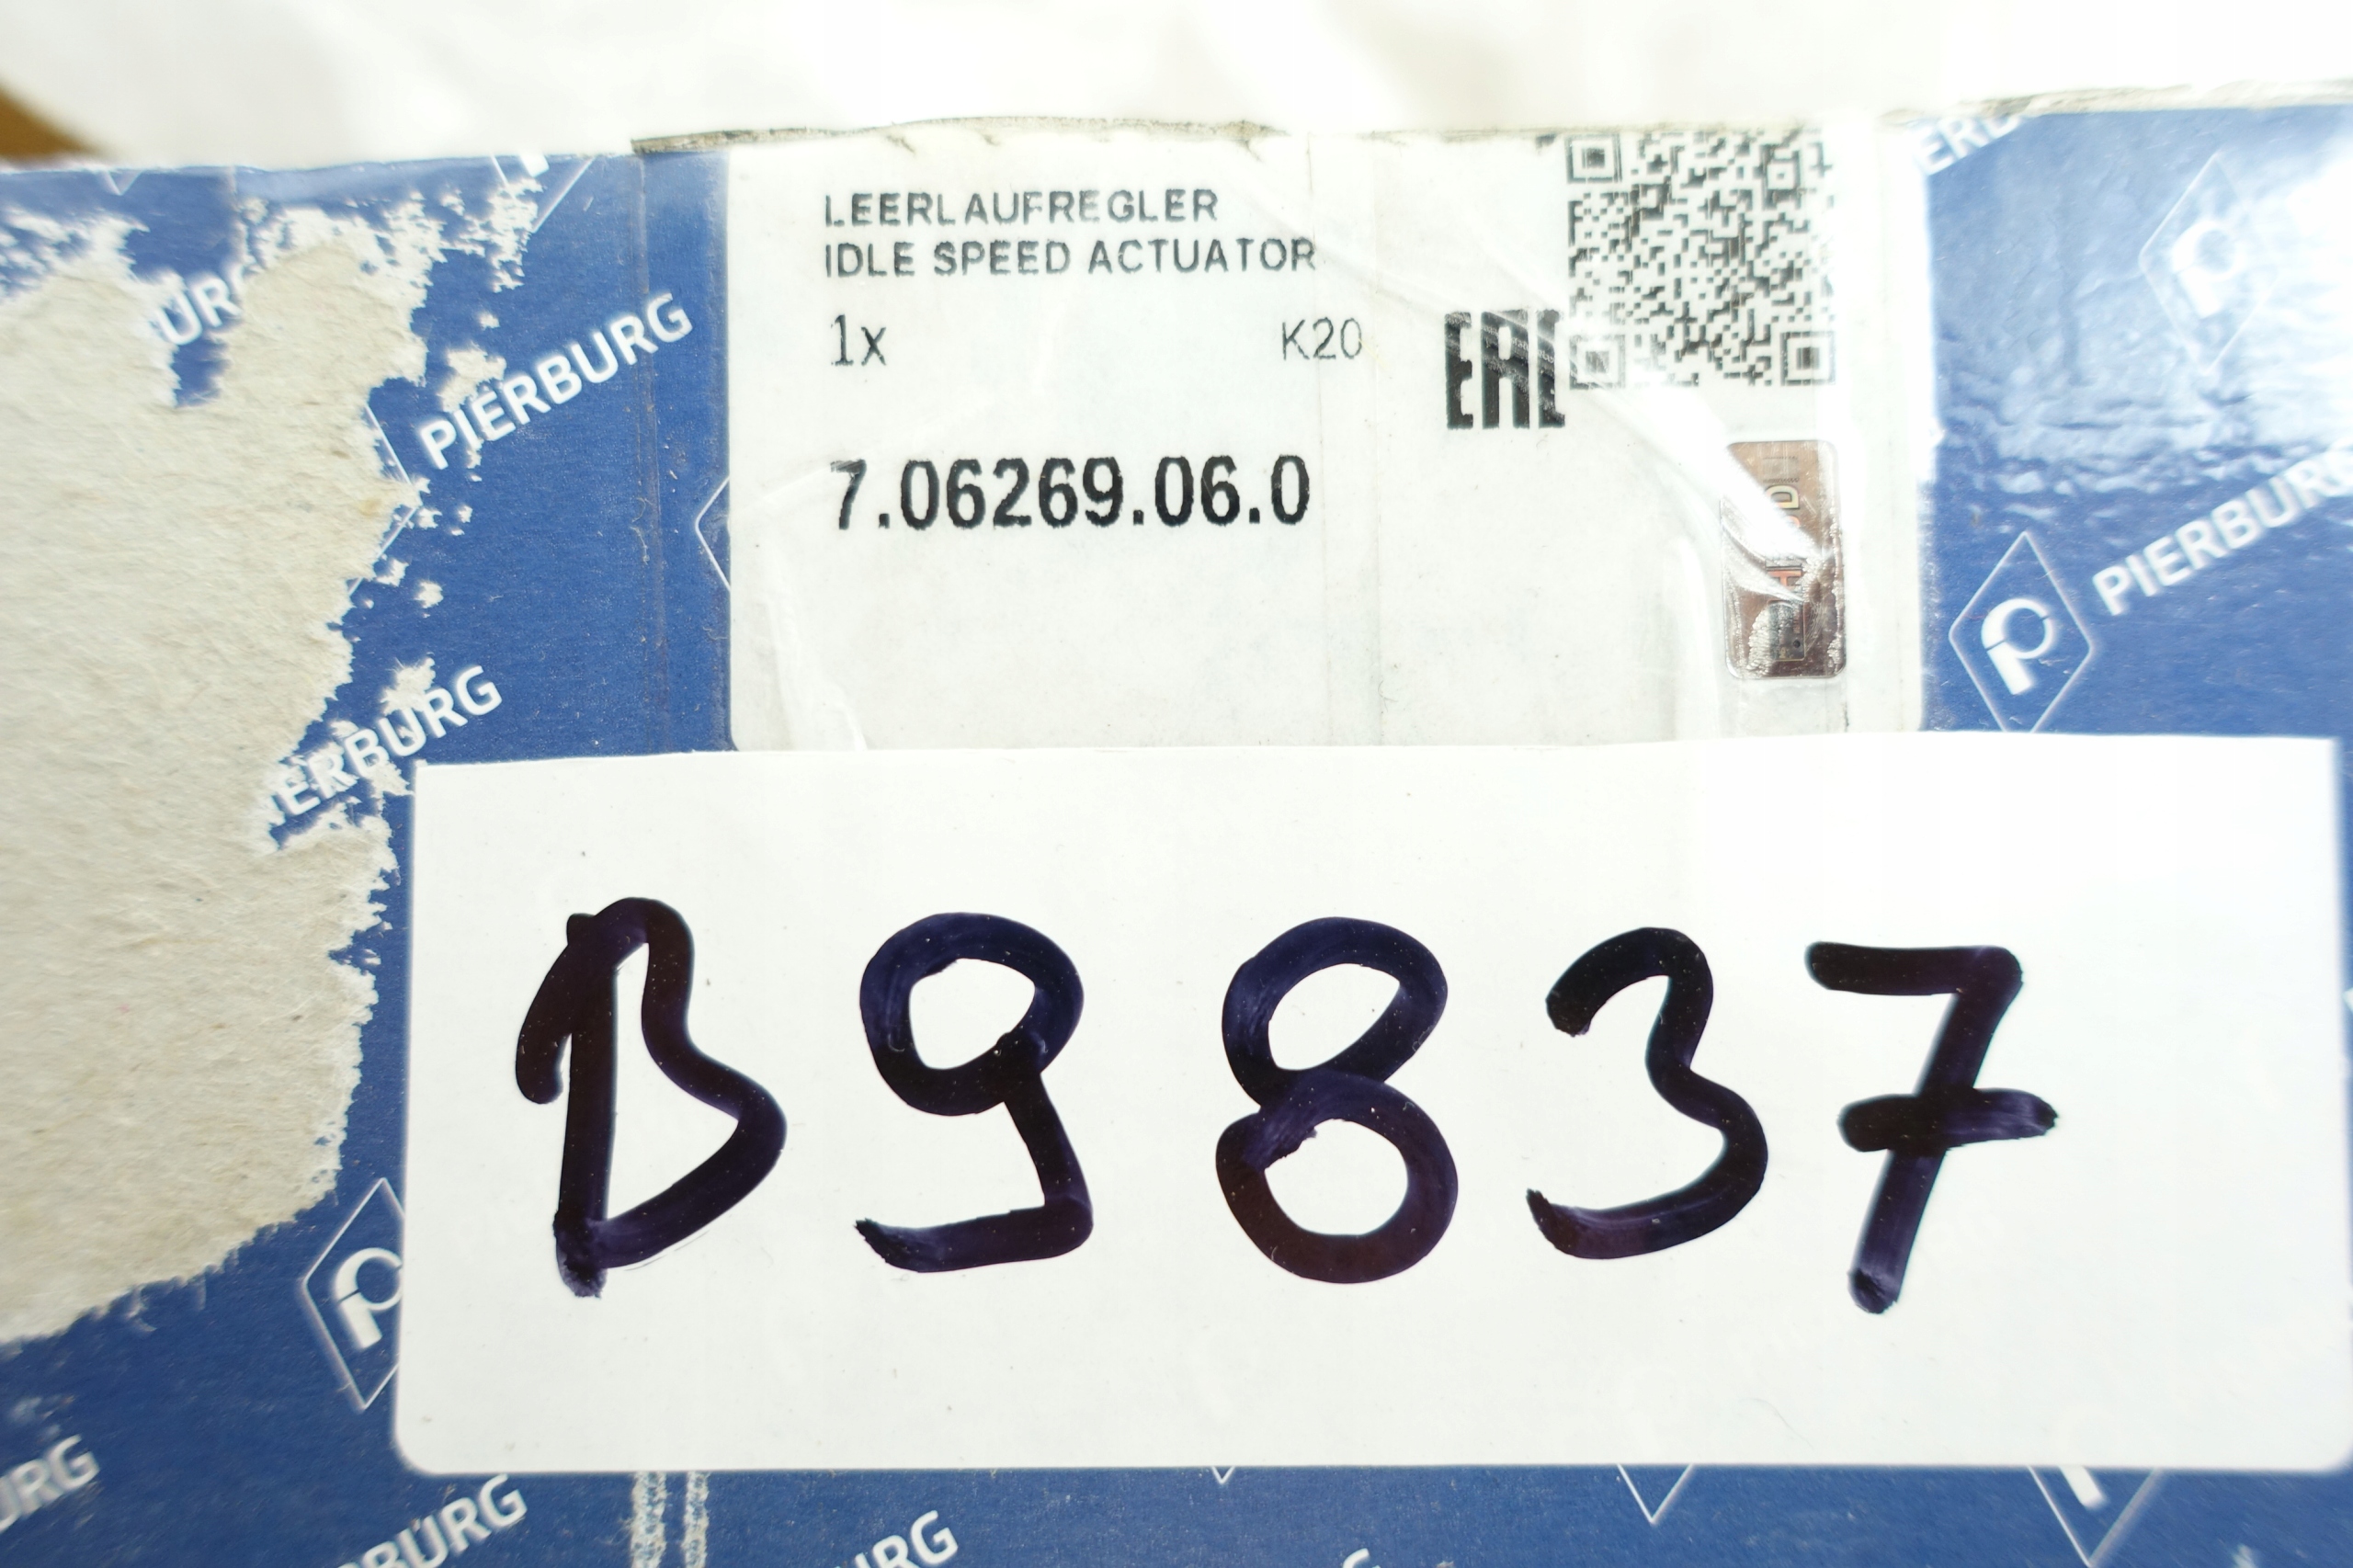 LEERLAUFREGLER
IDLE SPEED ACTUATOR
1x K20
EAC
7.06269.06.0
PIERBURG
PIERBURG
PIERBURG
B9837